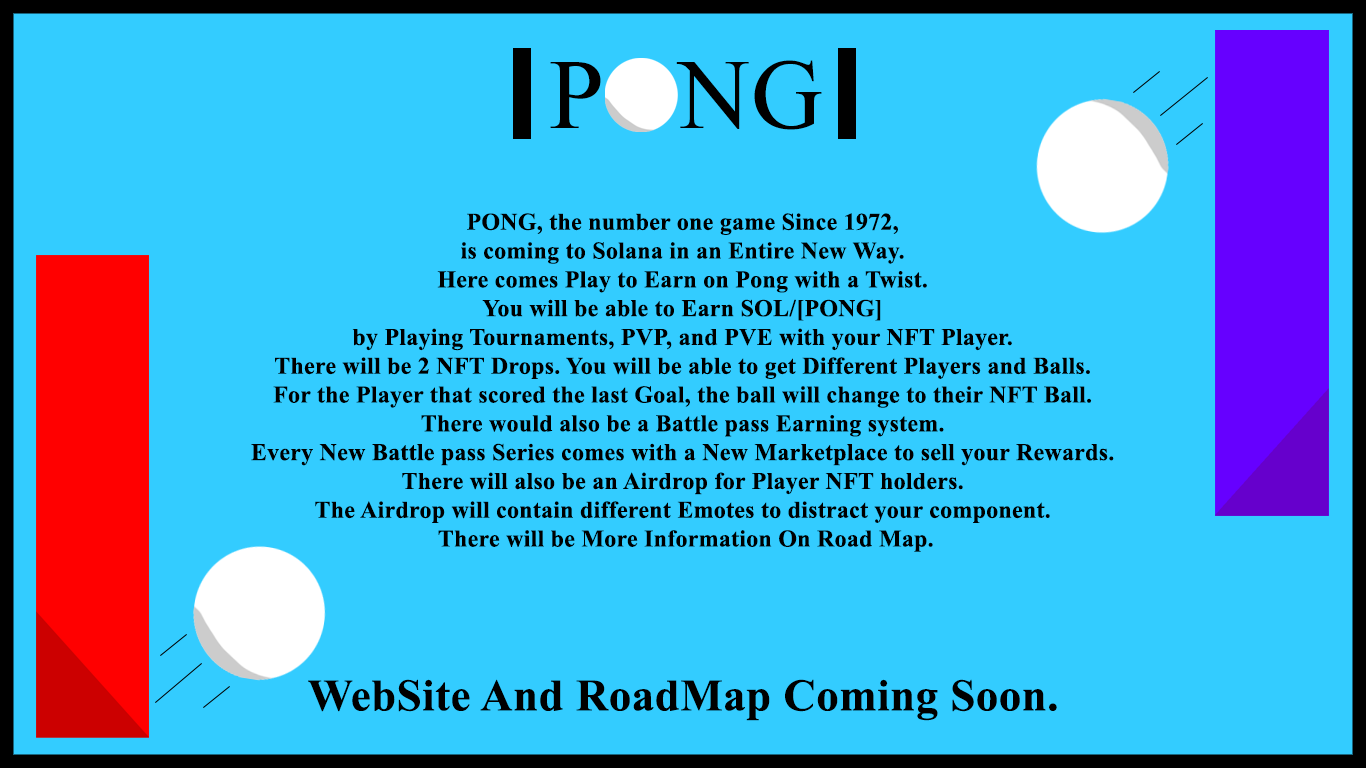 PONG
PONG, the number one game Since 1972,
is coming to Solana in an Entire New Way.
Here comes Play to Earn on Pong with a Twist.
You will be able to Earn SOL/[PONG]
by Playing Tournaments, PVP, and PVE with your NFT Player.
There will be 2 NFT Drops. You will be able to get Different Players and Balls.
For the Player that scored the last Goal, the ball will change to their NFT Ball.
There would also be a Battle pass Earning system.
Every New Battle pass Series comes with a New Marketplace to sell your Rewards.
There will also be an Airdrop for Player NFT holders.
The Airdrop will contain different Emotes to distract your component.
There will be More Information On Road Map.
WebSite And RoadMap Coming Soon.